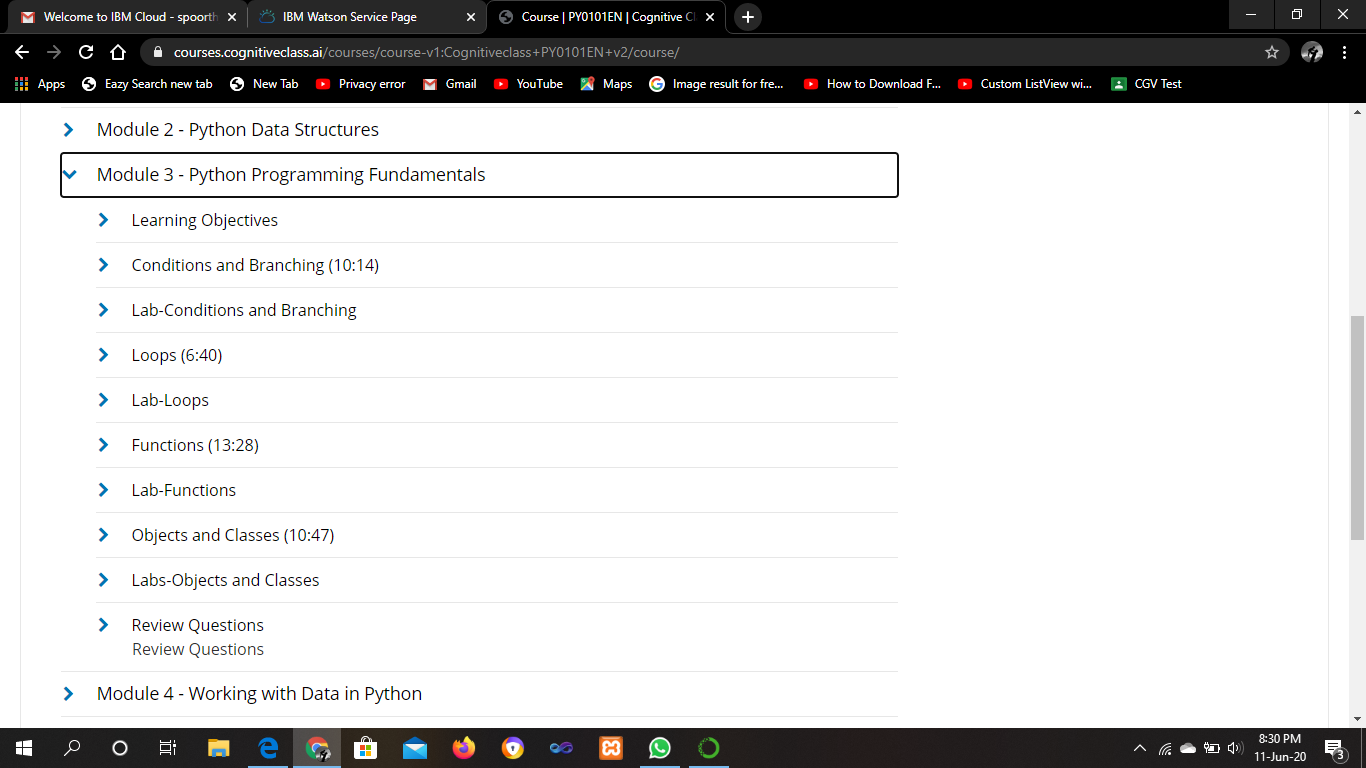 Welcome to IBM Cloud - spoorth
IBM Watson Service Page
Course | PY0101EN | Cognitive Cl
courses.cognitiveclass.ai/courses/course-v1:Cognitiveclass+PY0101EN+v2/course/
Apps
Eazy Search new tab
New Tab
Privacy error
Gmail
YouTube
Maps
Image result for fre...
How to Download F...
Custom ListView wi...
CGV Test
Module 2 - Python Data Structures
Module 3 - Python Programming Fundamentals
Learning Objectives
Conditions and Branching (10:14)
Lab-Conditions and Branching
Loops (6:40)
Lab-Loops
Functions (13:28)
Lab-Functions
Objects and Classes (10:47)
Labs-Objects and Classes
Review Questions
Review Questions
Module 4 - Working with Data in Python
8:30 PM
11-Jun-20
3